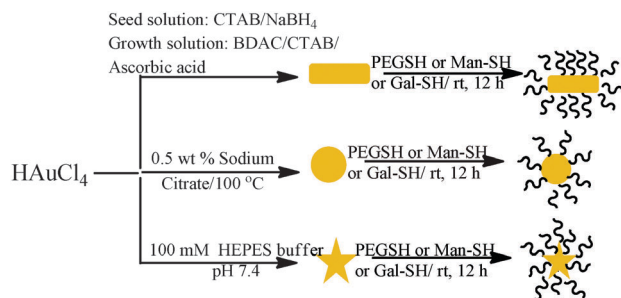 Seed solution: CTAB/NaBH4
Growth solution: BDAC/CTAB/
Ascorbic acid
PEGSH or Man-SH
or Gal-SH/ rt, 12 h
HAuCl4
0.5 wt % Sodium
Citrate/100 °C
PEGSH or Man-SH
or Gal-SH/ rt, 12 h
100 mM HEPES buffer
pH 7.4
PEGSH or Man-SH
or Gal-SH/ rt, 12 h